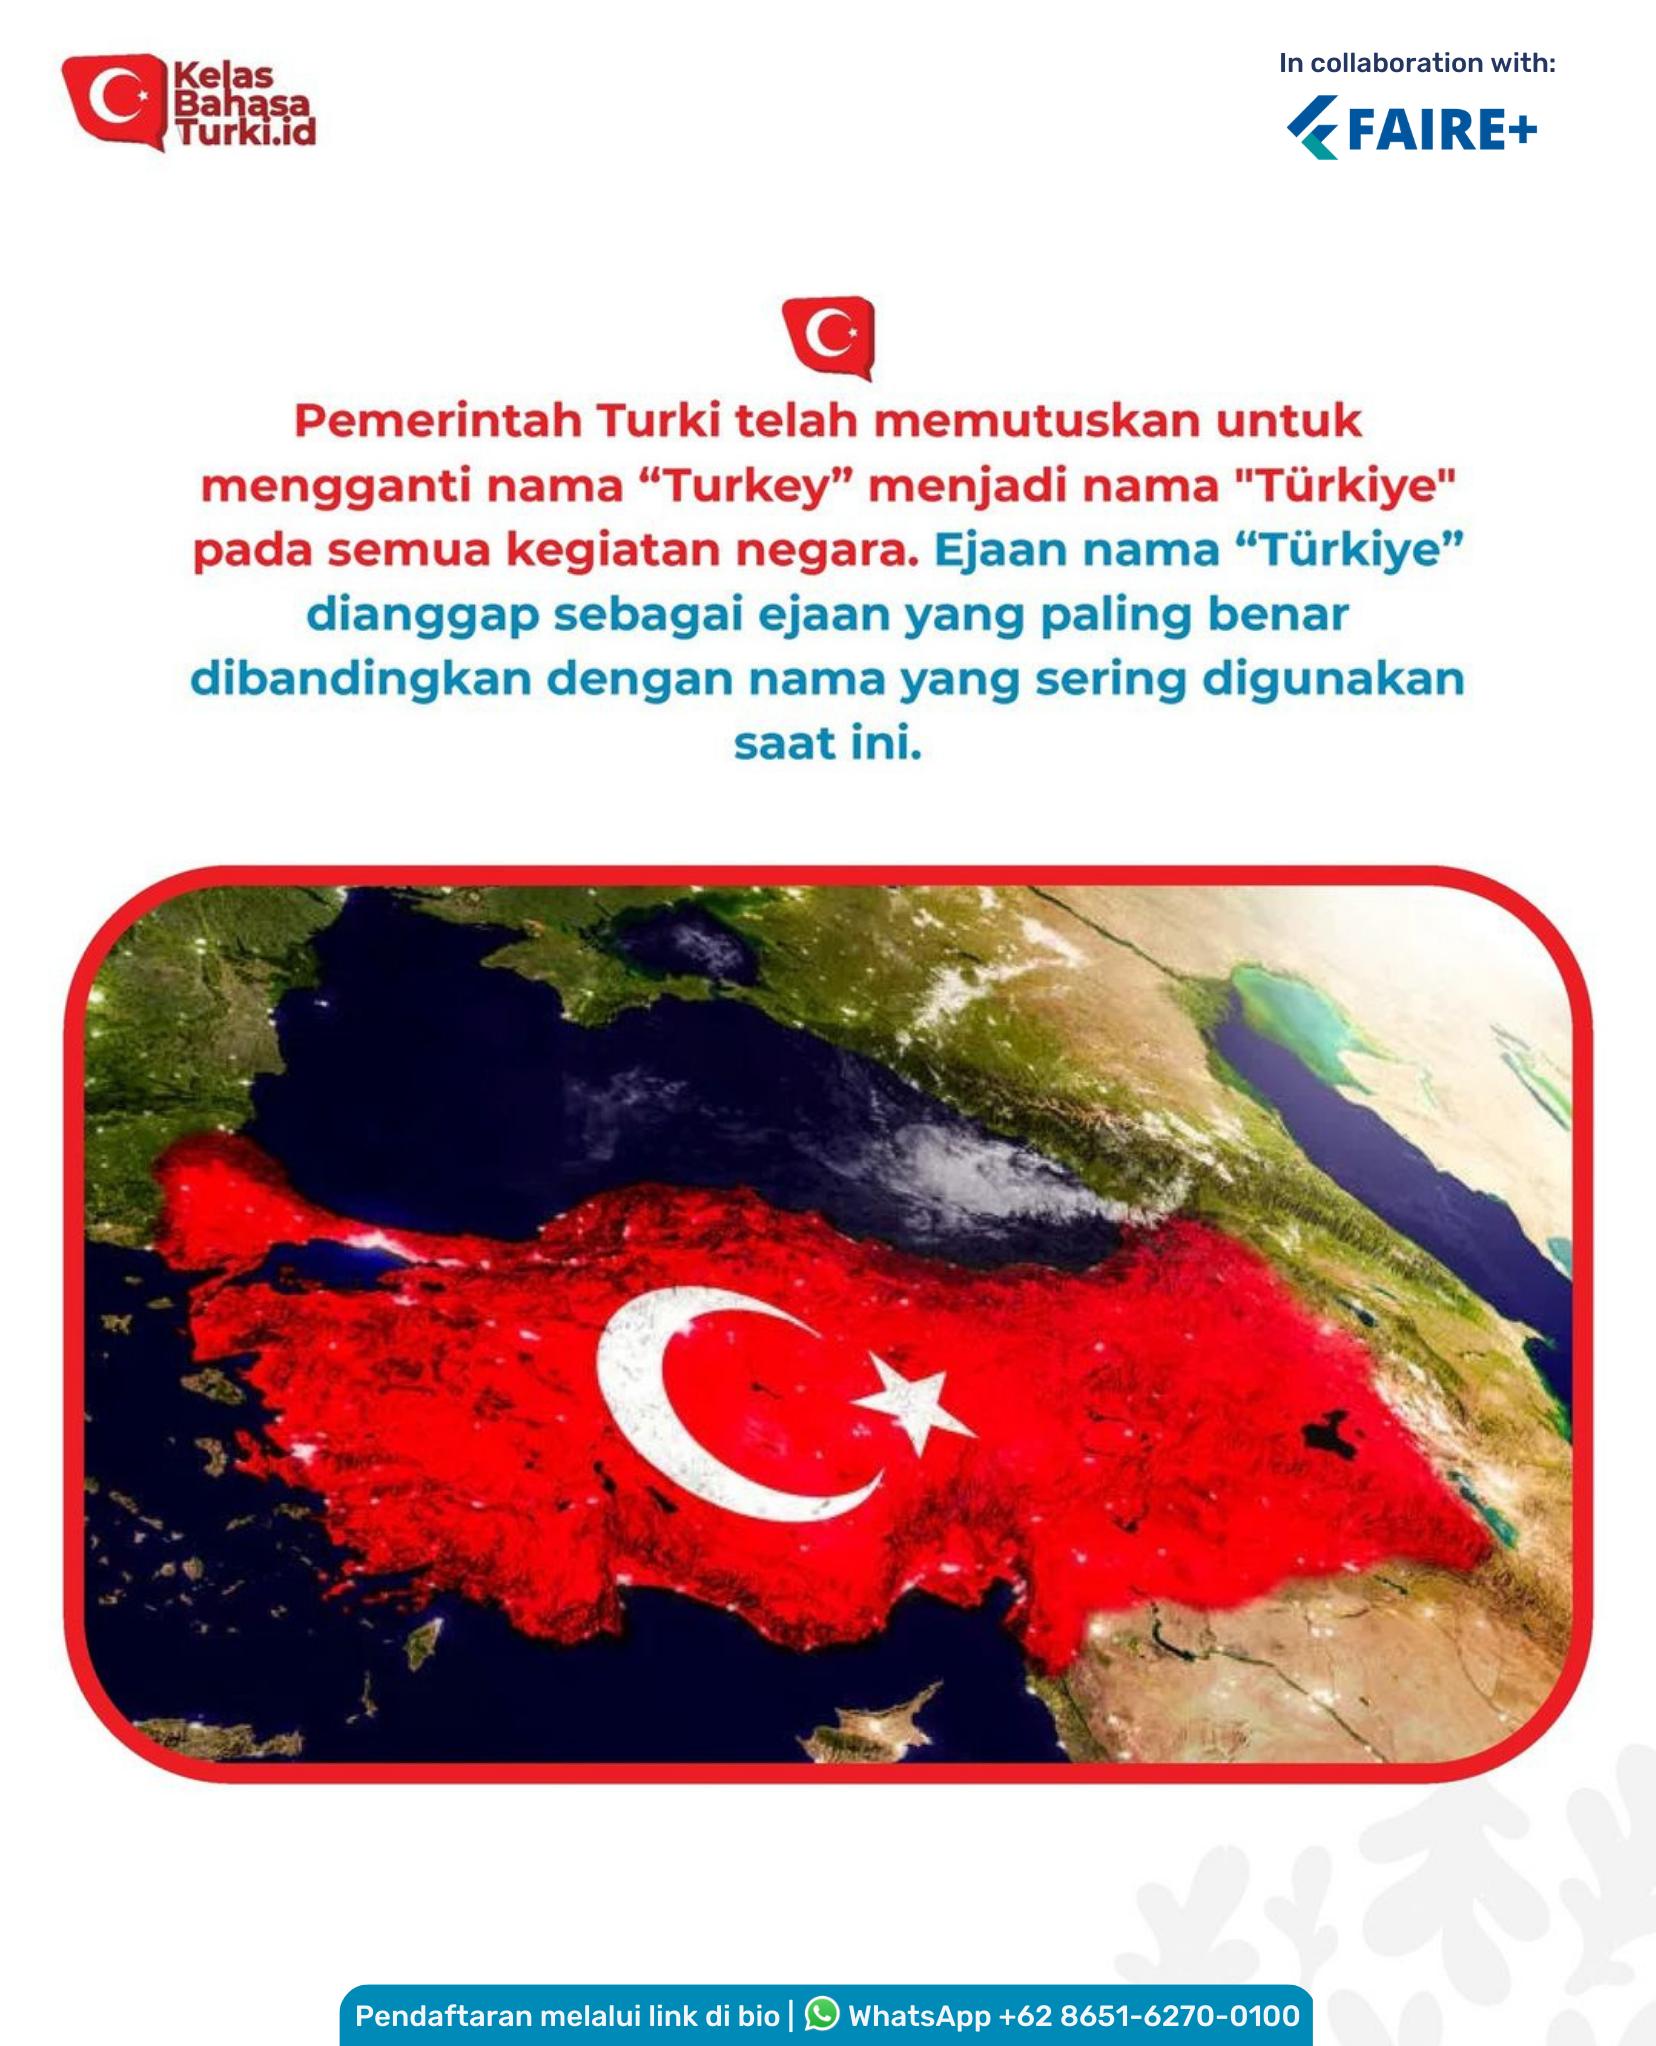 Kelas
Bahasa
Turki.id
In collaboration with:
FAIRE+
Pemerintah Turki telah memutuskan untuk
mengganti nama “Turkey” menjadi nama "Türkiye"
pada semua kegiatan negara. Ejaan nama “Türkiye”
dianggap sebagai ejaan yang paling benar
dibandingkan dengan nama yang sering digunakan
saat ini.
Pendaftaran melalui link di bio | WhatsApp +62 8651-6270-0100